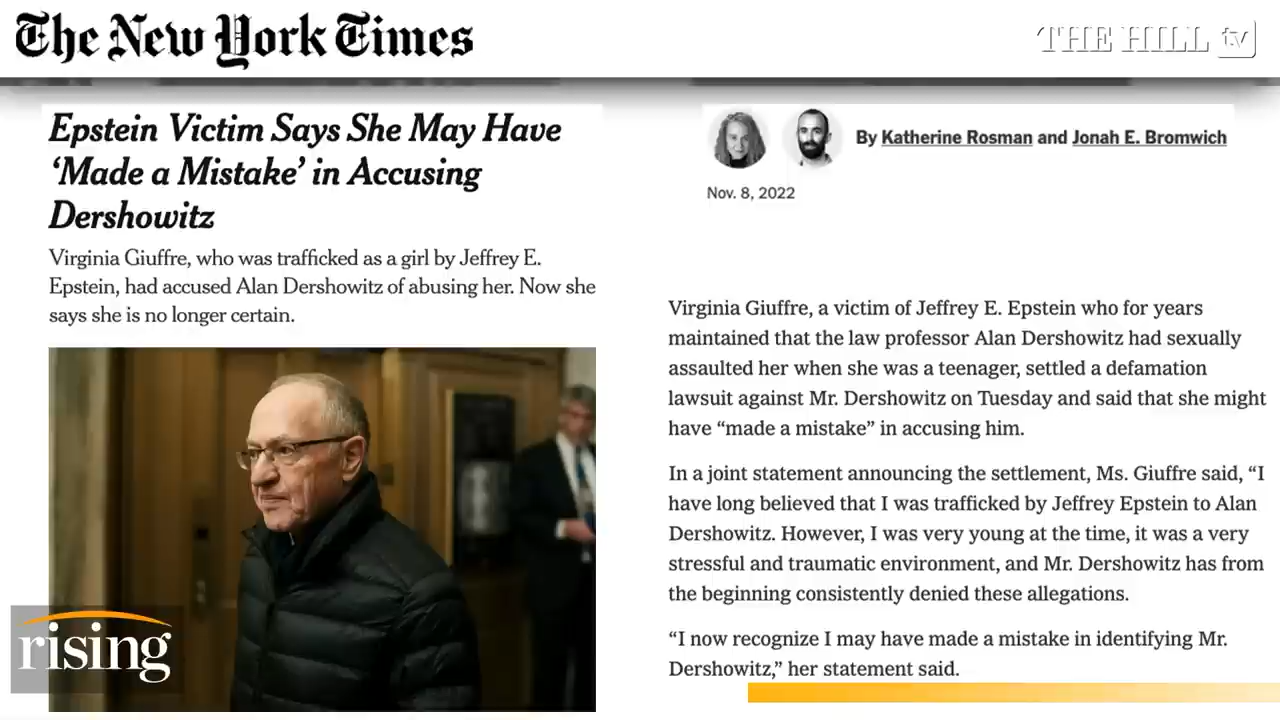 The New York Times
THE HILL tv
Epstein Victim Says She May Have
‘Made a Mistake’ in Accusing
Dershowitz
Virginia Giuffre, who was trafficked as a girl by Jeffrey E.
Epstein, had accused Alan Dershowitz of abusing her. Now she
says she is no longer certain.
By Katherine Rosman and Jonah E. Bromwich
Nov. 8, 2022
Virginia Giuffre, a victim of Jeffrey E. Epstein who for years
maintained that the law professor Alan Dershowitz had sexually
assaulted her when she was a teenager, settled a defamation
lawsuit against Mr. Dershowitz on Tuesday and said that she might
have “made a mistake” in accusing him.
In a joint statement announcing the settlement, Ms. Giuffre said, “I
have long believed that I was trafficked by Jeffrey Epstein to Alan
Dershowitz. However, I was very young at the time, it was a very
stressful and traumatic environment, and Mr. Dershowitz has from
the beginning consistently denied these allegations.
“I now recognize I may have made a mistake in identifying Mr.
Dershowitz,” her statement said.
rising